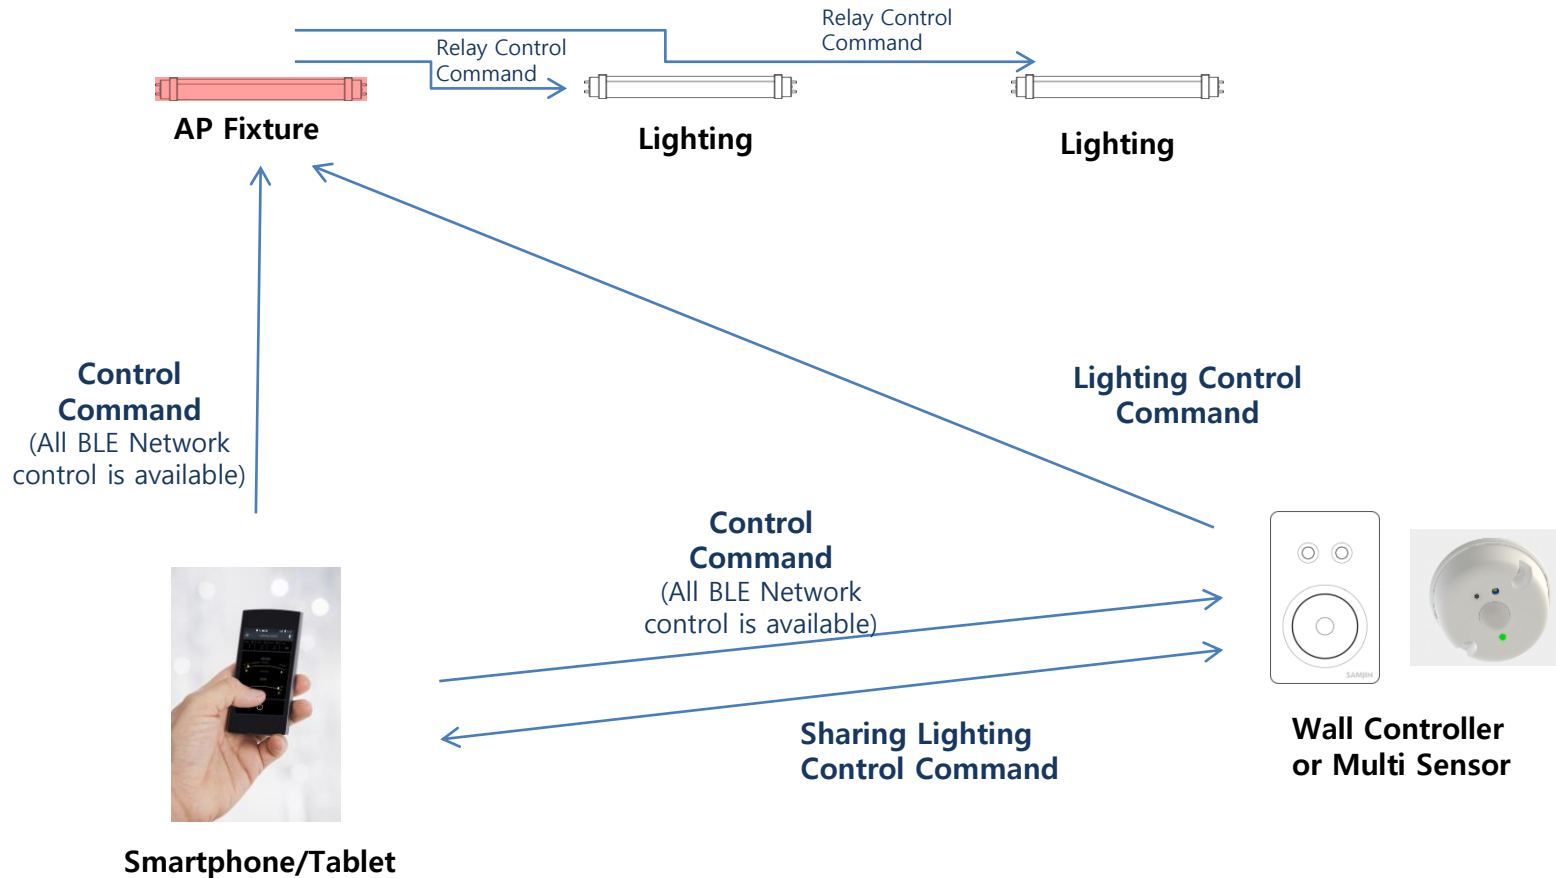 Relay Control
Command
Relay Control
Command
AP Fixture
Lighting
Lighting
Control
Command
(All BLE Network
control is available)
Lighting Control
Command
Control
Command
(All BLE Network
control is available)
SAMJIN
Sharing Lighting
Control Command
Wall Controller
or Multi Sensor
Smartphone/Tablet